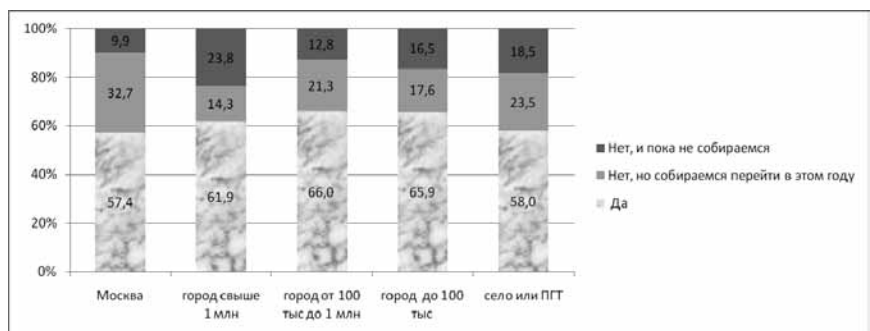 100%
80%
60%
40%
20%
0%
9,9 23,8 12,8 16,5 18,5
32,7 14,3 21,3 17,6 23,5
57,4 61,9 66,0 65,9 58,0
Москва город свыше город от 100 город до 100 село или ПГТ
1 млн тыс до 1 млн тыс
Нет, и пока не собираемся
Нет, но собираемся перейти в этом году
Да